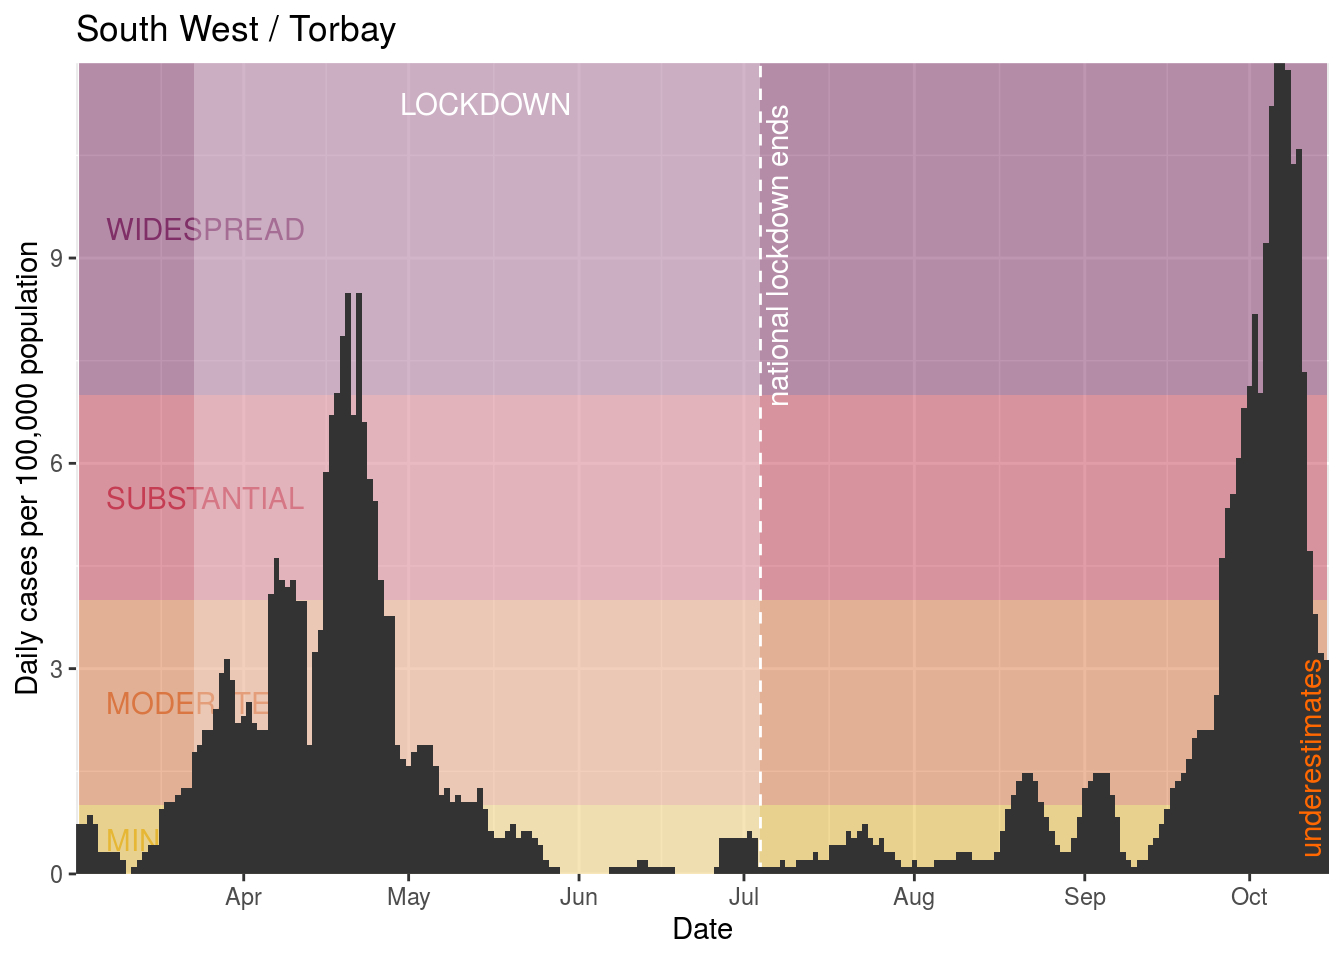 South West / Torbay
LOCKDOWN
national lockdown ends
WIDESPREAD
9
SUBSTANTIAL
6
3
0
underestimates
Daily cases per 100,000 population
Apr
May
Jun
Jul
Aug
Sep
Oct
Date